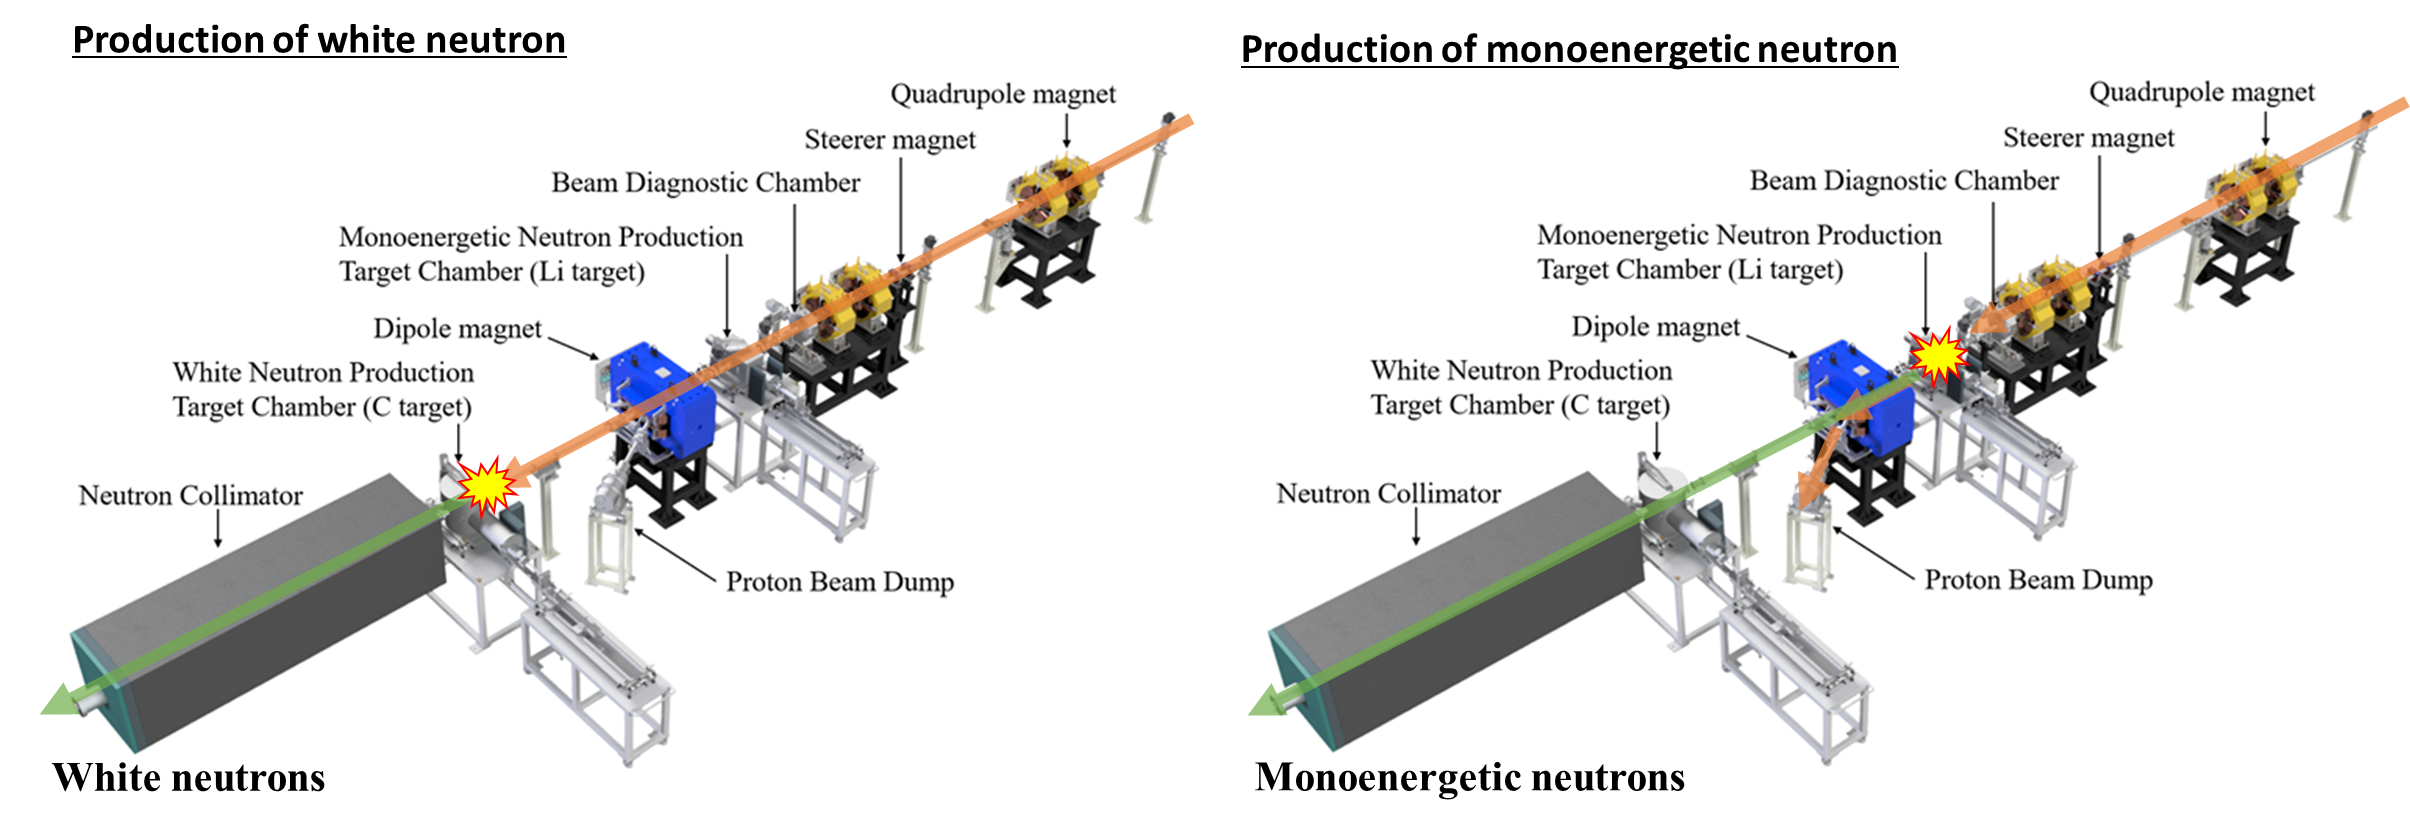 Production of white neutron
Quadrupole magnet
Steerer magnet
Beam Diagnostic Chamber
Monoenergetic Neutron Production
Target Chamber (Li target)
Dipole magnet
White Neutron Production
Target Chamber (C target)
Neutron Collimator
Proton Beam Dump
White neutrons
Production of monoenergetic neutron
Quadrupole magnet
Steerer magnet
Beam Diagnostic Chamber
Monoenergetic Neutron Production
Target Chamber (Li target)
Dipole magnet
White Neutron Production
Target Chamber (C target)
Neutron Collimator
Proton Beam Dump
Monoenergetic neutrons